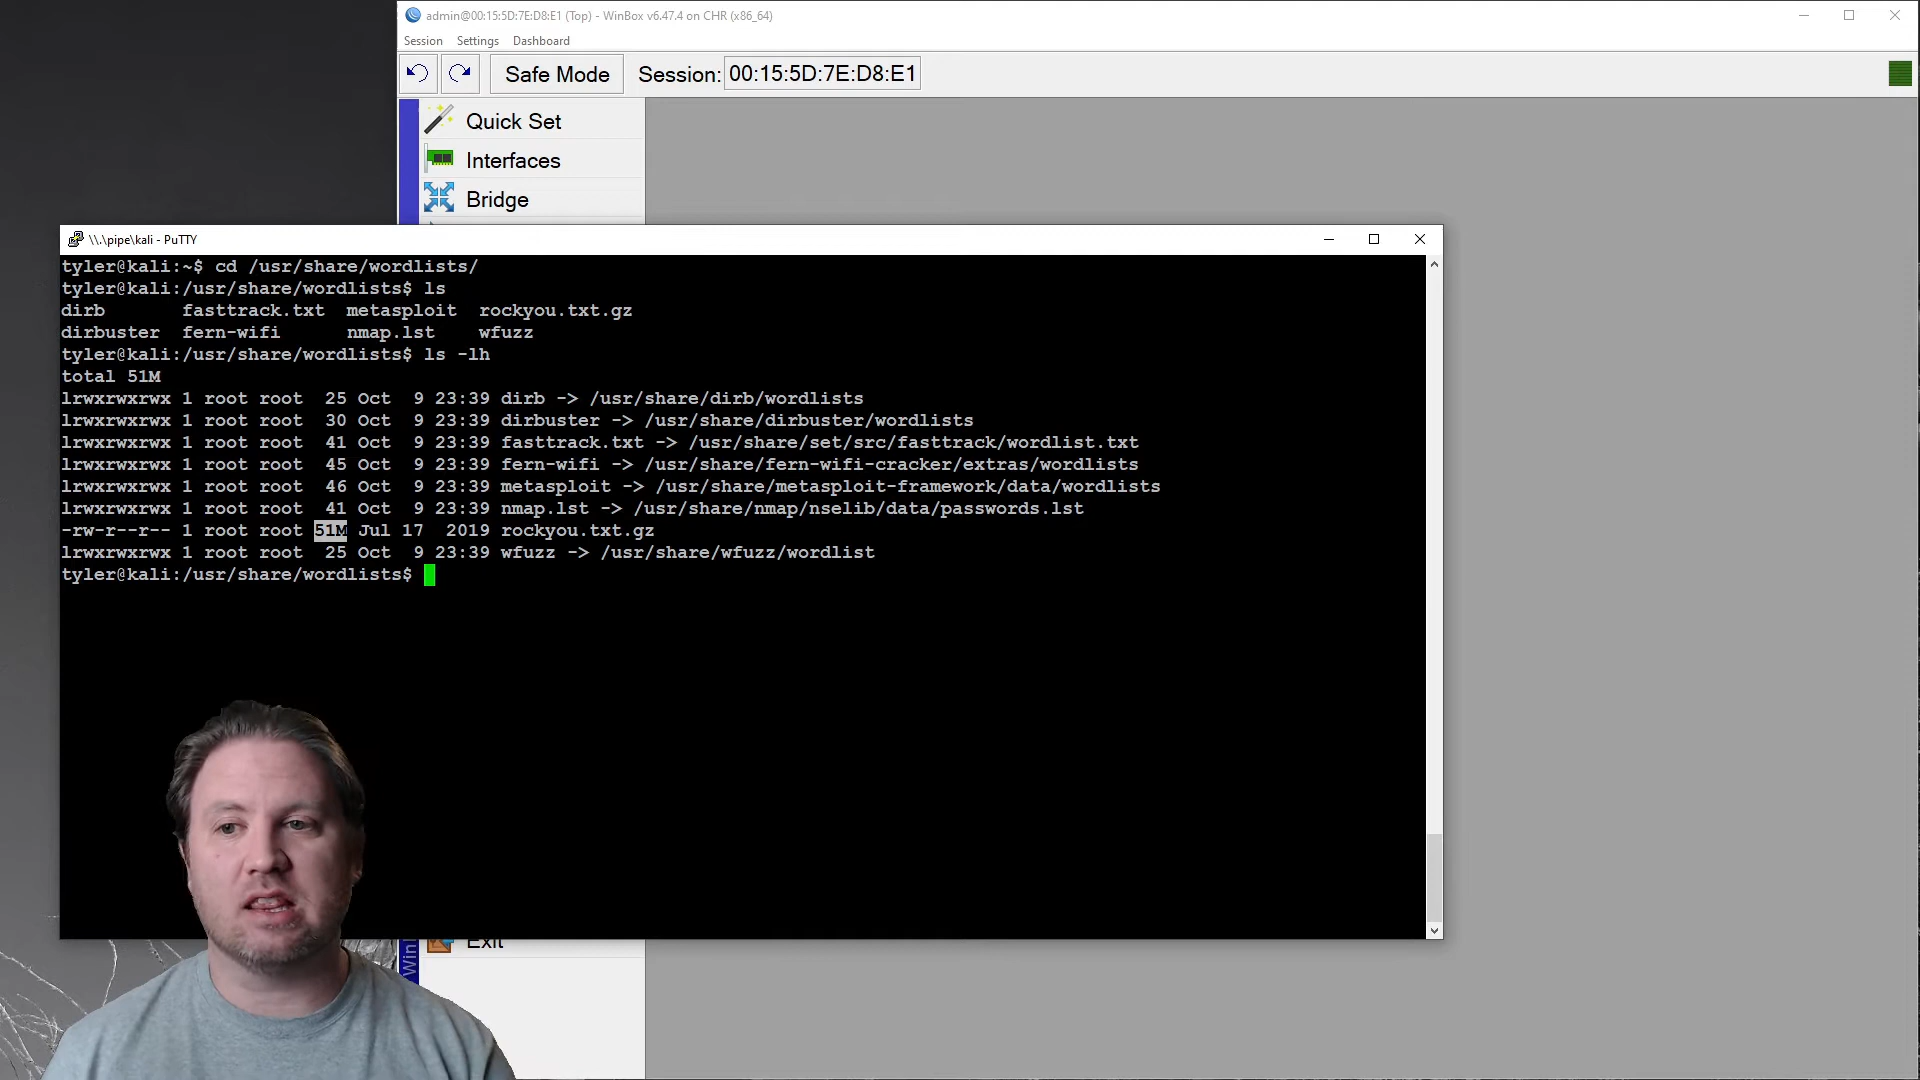 admin@00:15:5D:7E:D8:E1 (Top) - WinBox v6.47.4 on CHR (x86_64)
Session Settings Dashboard
Safe Mode Session: 00:15:5D:7E:D8:E1
Quick Set
Interfaces
Bridge
\\.\pipe\kali - PuTTY
tyler@kali:~$ cd /usr/share/wordlists/
tyler@kali:/usr/share/wordlists$ ls
dirb fasttrack.txt metasploit rockyou.txt.gz
dirbuster fern-wifi nmap.lst wfuzz
tyler@kali:/usr/share/wordlists$ ls -lh
total 51M
lrwxrwxrwx 1 root root 25 Oct 9 23:39 dirb -> /usr/share/dirb/wordlists
lrwxrwxrwx 1 root root 30 Oct 9 23:39 dirbuster -> /usr/share/dirbuster/wordlists
lrwxrwxrwx 1 root root 41 Oct 9 23:39 fasttrack.txt -> /usr/share/set/src/fasttrack/wordlist.txt
lrwxrwxrwx 1 root root 45 Oct 9 23:39 fern-wifi -> /usr/share/fern-wifi-cracker/extras/wordlists
lrwxrwxrwx 1 root root 46 Oct 9 23:39 metasploit -> /usr/share/metasploit-framework/data/wordlists
lrwxrwxrwx 1 root root 41 Oct 9 23:39 nmap.lst -> /usr/share/nmap/nselib/data/passwords.lst
-rw-r--r-- 1 root root 51M Jul 17 2019 rockyou.txt.gz
lrwxrwxrwx 1 root root 25 Oct 9 23:39 wfuzz -> /usr/share/wfuzz/wordlist
tyler@kali:/usr/share/wordlists$
Exit
Win